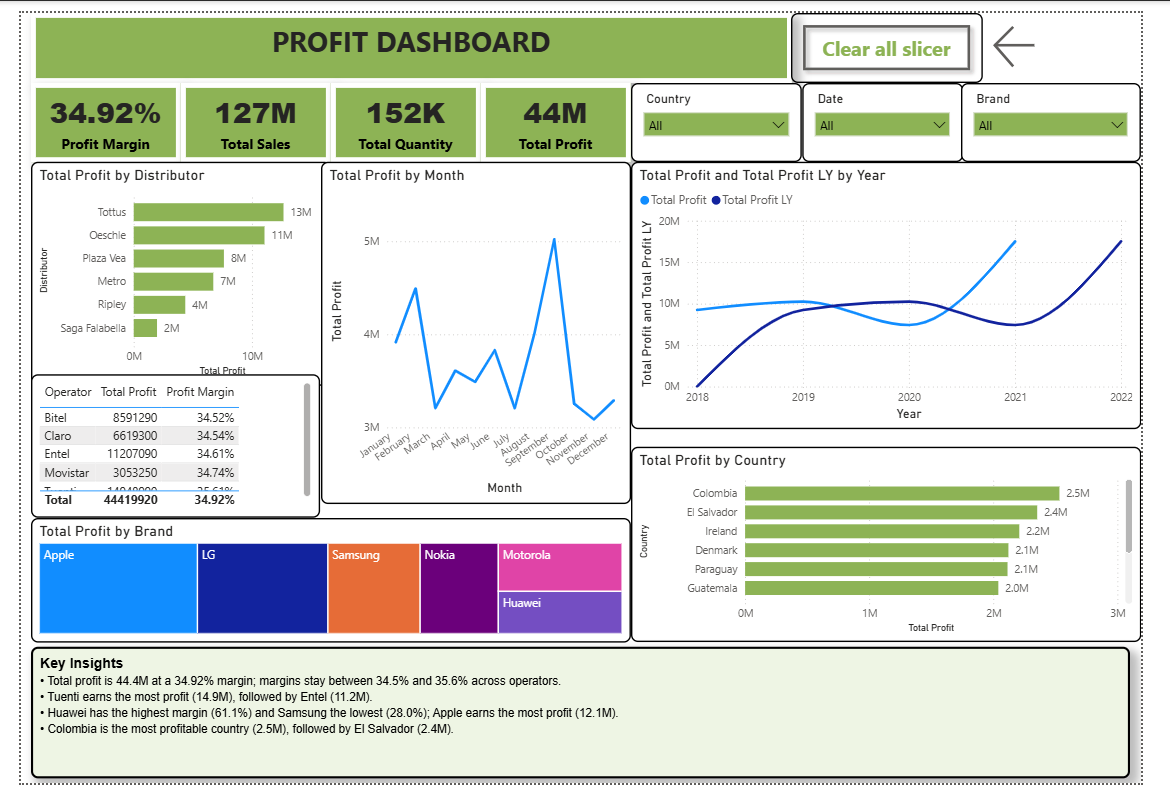 PROFIT DASHBOARD
Clear all slicer
34.92%
Profit Margin
127M
Total Sales
152K
Total Quantity
44M
Total Profit
Country
All
Date
All
Brand
All
Total Profit by Distributor
Distributor
Tottus 13M
Oeschle 11M
Plaza Vea 8M
Metro 7M
Ripley 4M
Saga Falabella 2M
0M 10M
Total Profit
Operator Total Profit Profit Margin
Bitel 8591290 34.52%
Claro 6619300 34.54%
Entel 11207090 34.61%
Movistar 3053250 34.74%
Total 44419920 34.92%
Total Profit by Month
Total Profit
5M
4M
3M
January
February
March
April
May
June
July
August
September
October
November
December
Month
Total Profit and Total Profit LY by Year
Total Profit Total Profit LY
Total Profit and Total Profit LY
20M
15M
10M
5M
0M
2018 2019 2020 2021 2022
Year
Total Profit by Country
Country
Colombia 2.5M
El Salvador 2.4M
Ireland 2.2M
Denmark 2.1M
Paraguay 2.1M
Guatemala 2.0M
0M 1M 2M 3M
Total Profit
Total Profit by Brand
Apple
LG
Samsung
Nokia
Motorola
Huawei
Key Insights
• Total profit is 44.4M at a 34.92% margin; margins stay between 34.5% and 35.6% across operators.
• Tuenti earns the most profit (14.9M), followed by Entel (11.2M).
• Huawei has the highest margin (61.1%) and Samsung the lowest (28.0%); Apple earns the most profit (12.1M).
• Colombia is the most profitable country (2.5M), followed by El Salvador (2.4M).